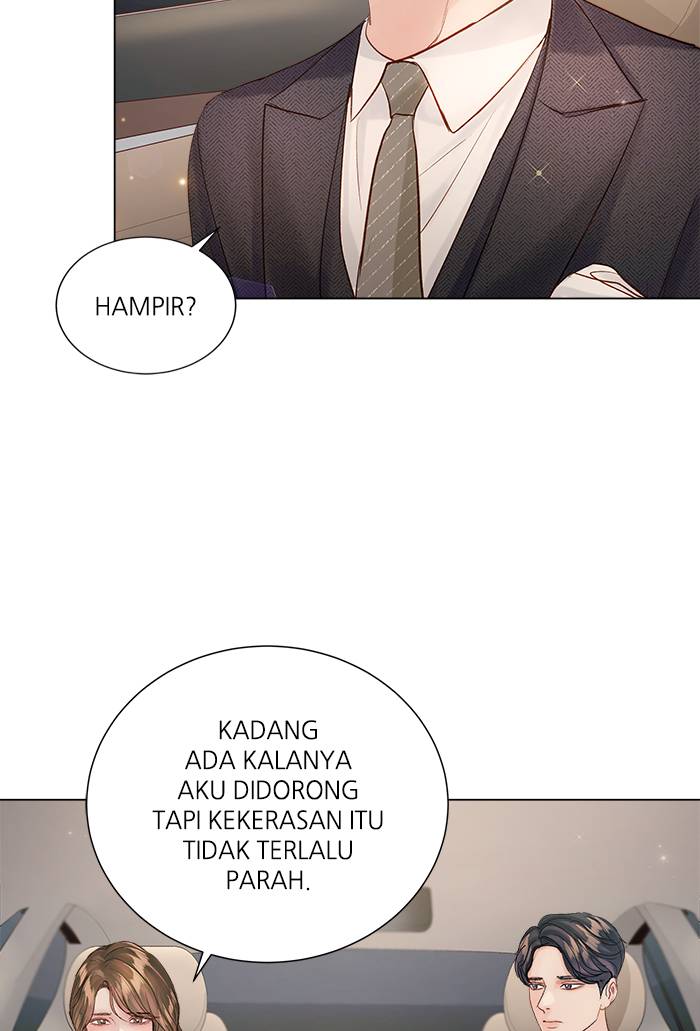 HAMPIR?
KADANG
ADA KALANYA
AKU DIDORONG
TAPI KEKERASAN ITU
TIDAK TERLALU
PARAH.